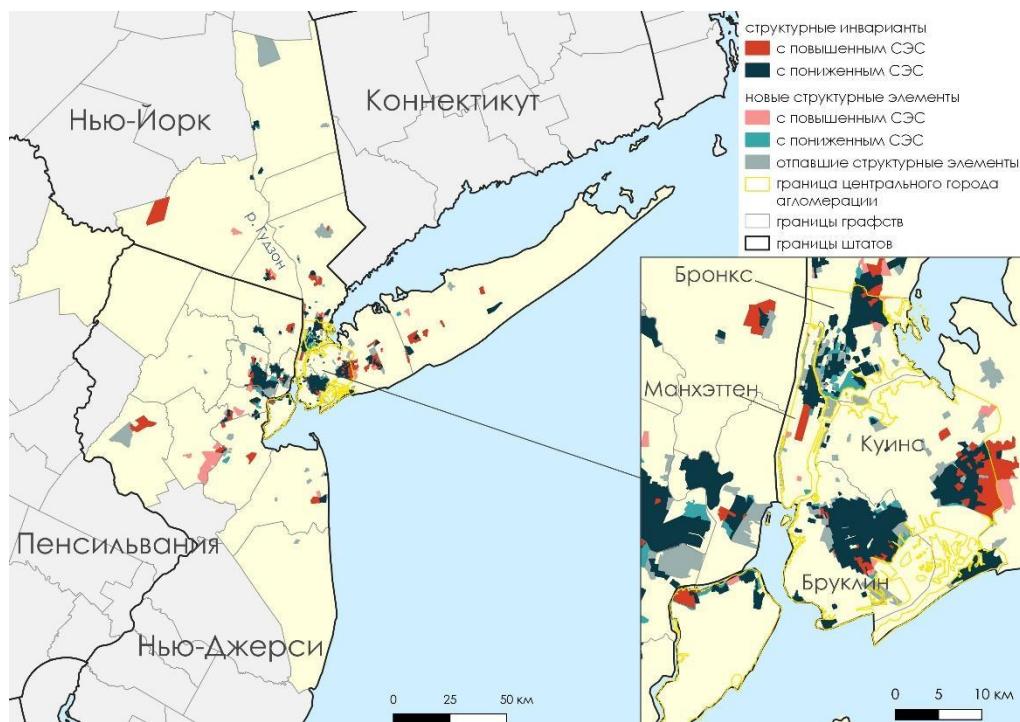 структурные инварианты
с повышенным СЭС
с пониженным СЭС
новые структурные элементы
с повышенным СЭС
с пониженным СЭС
отпавшие структурные элементы
граница центрального города
агломерации
границы графств
границы штатов
Нью-Йорк
Коннектикут
р. Гудзон
Пенсильвания
Нью-Джерси
0 25 50 км
Бронкс
Манхэттен
Куинс
Бруклин
0 5 10 км